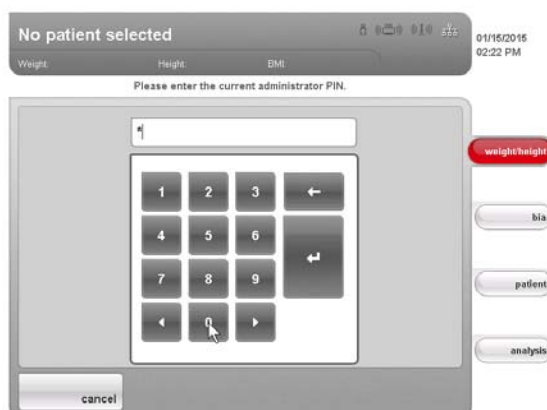 No patient selected
01/15/2015
02:22 PM
Weight: Height: BMI:
Please enter the current administrator PIN.
*
weight/height
1 2 3
bia
4 5 6
7 8 9
patient
0
analysis
cancel